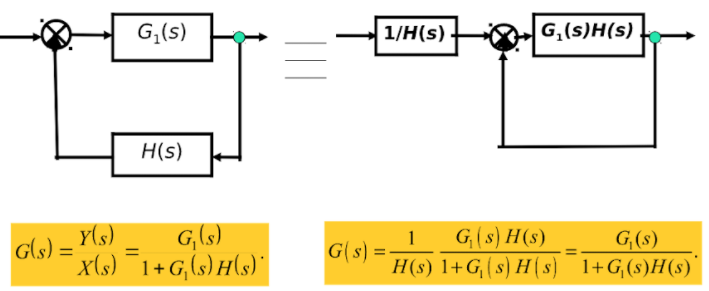 G₁(s)
H(s)
1/H(s)
G₁(s)H(s)
G(s) = Y(s)/X(s) = G₁(s)/1 + G₁(s) H(s).
G(s) = 1/H(s) G₁(s) H(s)/1 + G₁(s) H(s) = G₁(s)/1 + G₁(s)H(s).